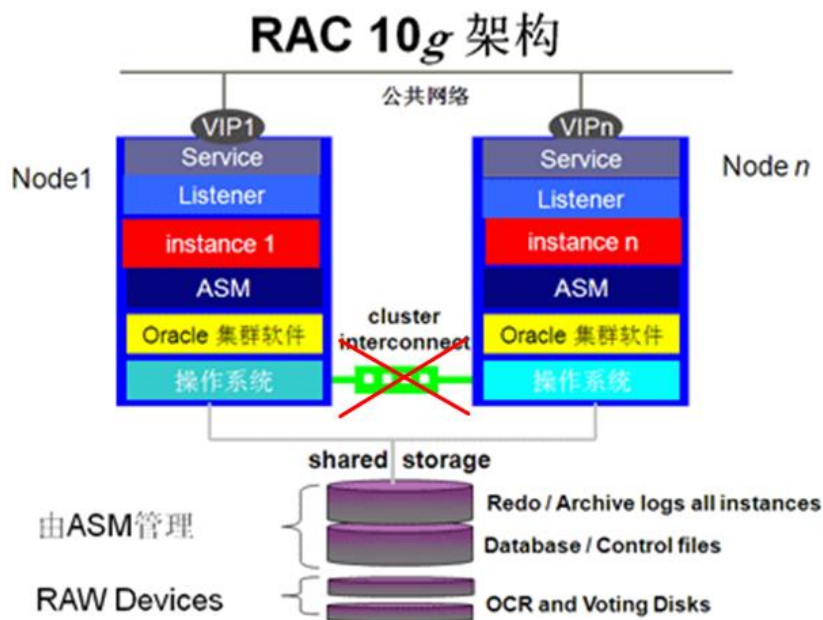 RAC 10g 架构
公共网络
VIP1
VIPn
Node1
Service
Listener
instance 1
ASM
Oracle 集群软件
操作系统
cluster
interconnect
Service
Listener
instance n
ASM
Oracle 集群软件
操作系统
Node n
shared storage
由ASM管理
Redo / Archive logs all instances
Database / Control files
RAW Devices
OCR and Voting Disks